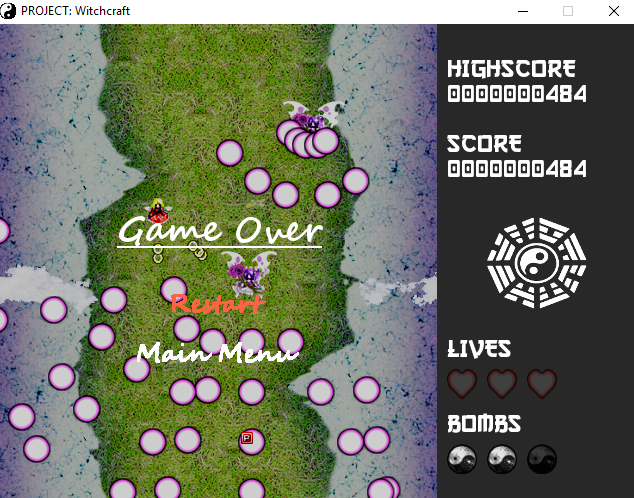 PROJECT: Witchcraft
HIGHSCORE
0000000484
SCORE
0000000484
Game Over
Restart
Main Menu
LIVES
BOMBS
P